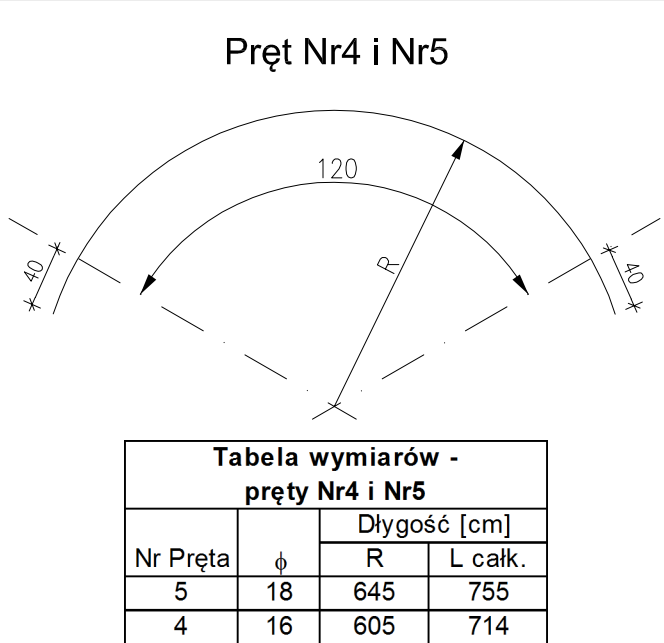 Pręt Nr4 i Nr5
120
R
40
40
Tabela wymiarów -
pręty Nr4 i Nr5
Dłygość [cm]
Nr Pręta ϕ R L całk.
5 18 645 755
4 16 605 714